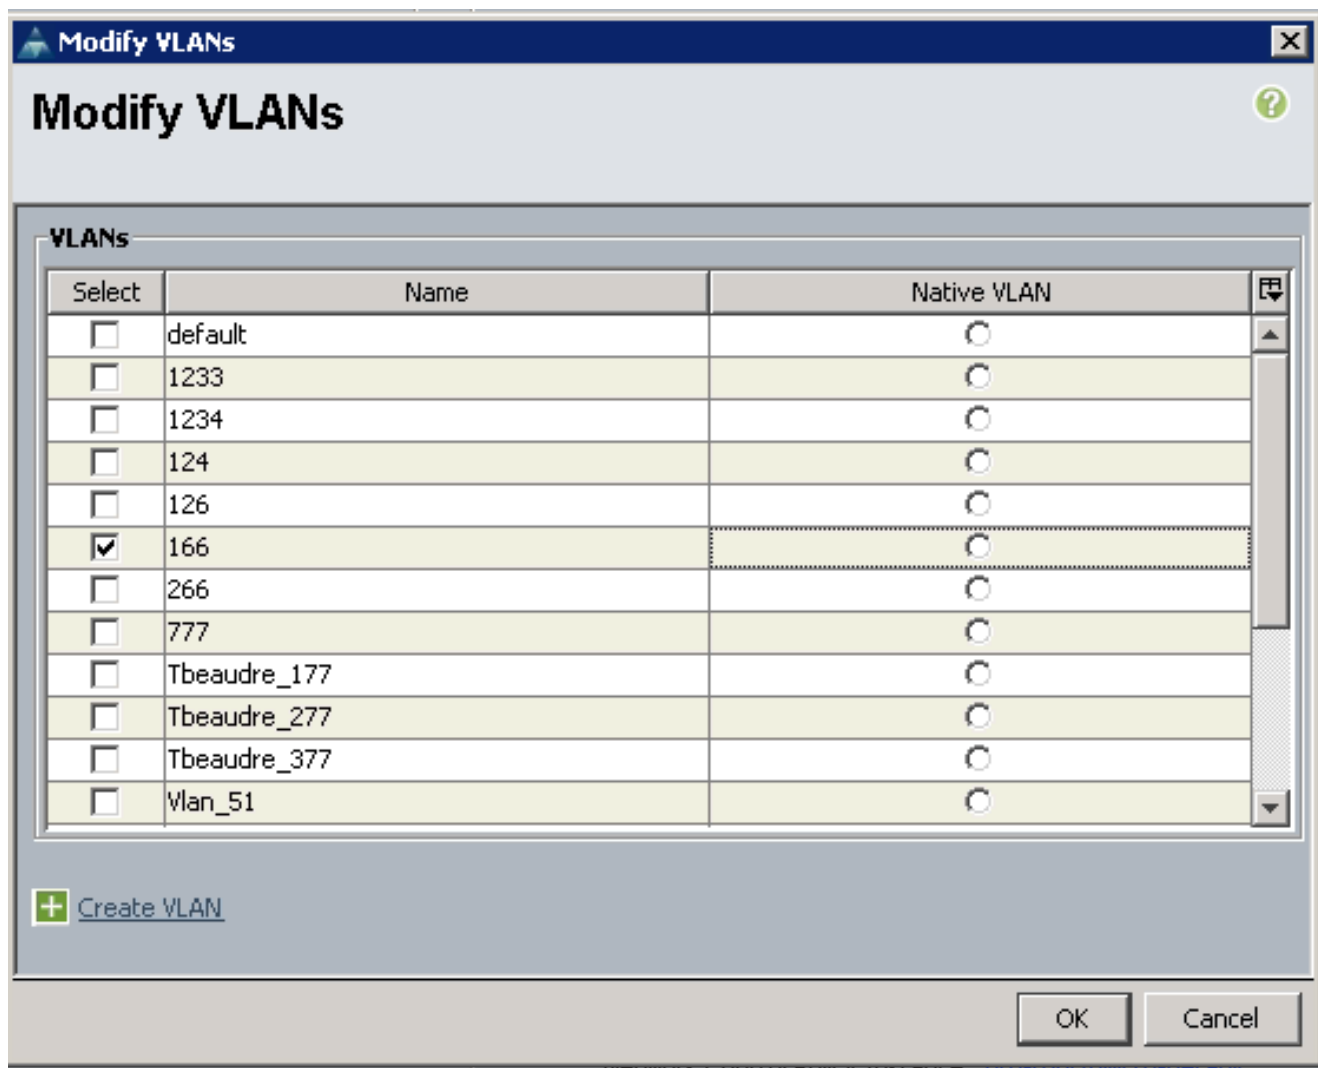 Modify VLANs
Modify VLANs
VLANs
Select Name Native VLAN
default
1233
1234
124
126
166
266
777
Tbeaudre_177
Tbeaudre_277
Tbeaudre_377
Vlan_51
Create VLAN
OK Cancel